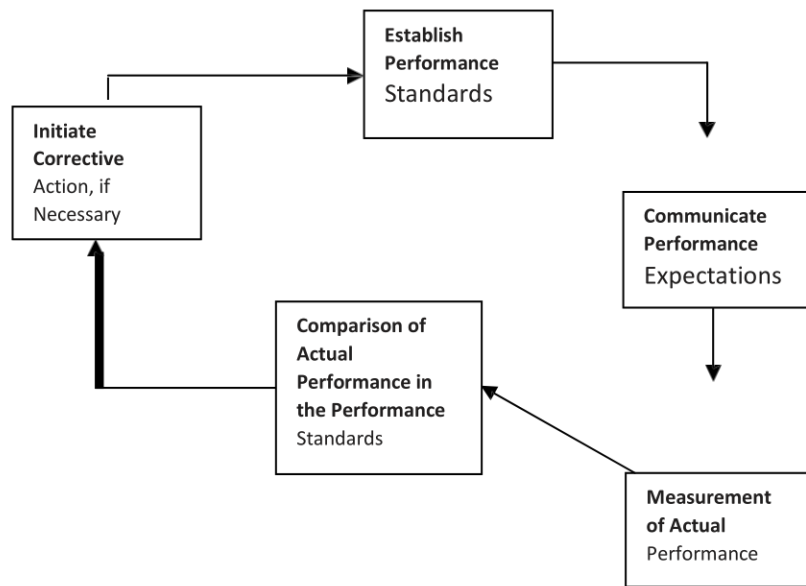 Establish
Performance
Standards
Initiate
Corrective
Action, if
Necessary
Communicate
Performance
Expectations
Comparison of
Actual
Performance in
the Performance
Standards
Measurement
of Actual
Performance